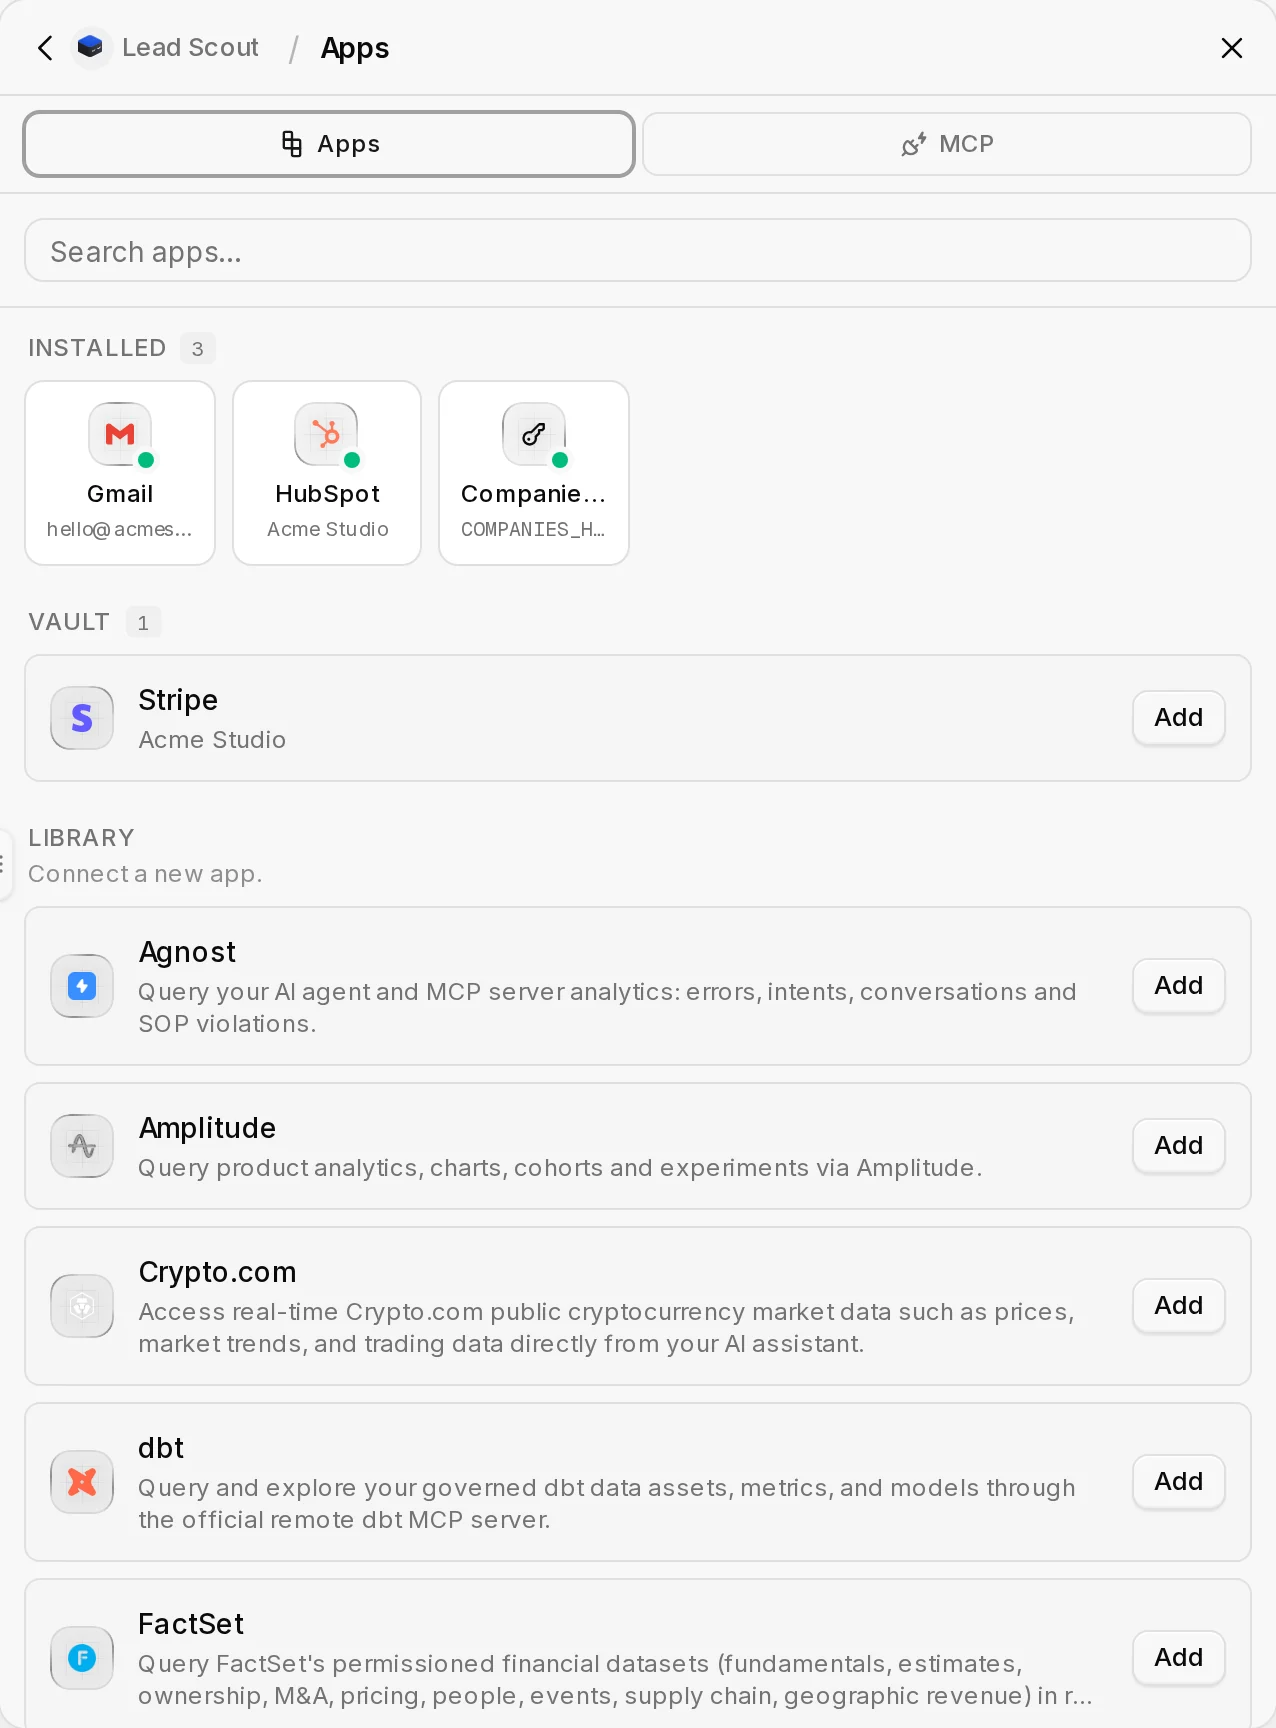 Lead Scout / Apps
Apps
MCP
Search apps...
INSTALLED 3
Gmail
hello@acmes...
HubSpot
Acme Studio
Companie...
COMPANIES_H...
VAULT 1
Stripe
Acme Studio
Add
LIBRARY
Connect a new app.
Agnost
Query your AI agent and MCP server analytics: errors, intents, conversations and
SOP violations.
Add
Amplitude
Query product analytics, charts, cohorts and experiments via Amplitude.
Add
Crypto.com
Access real-time Crypto.com public cryptocurrency market data such as prices,
market trends, and trading data directly from your AI assistant.
Add
dbt
Query and explore your governed dbt data assets, metrics, and models through
the official remote dbt MCP server.
Add
FactSet
Query FactSet's permissioned financial datasets (fundamentals, estimates,
ownership, M&A, pricing, people, events, supply chain, geographic revenue) in r...
Add